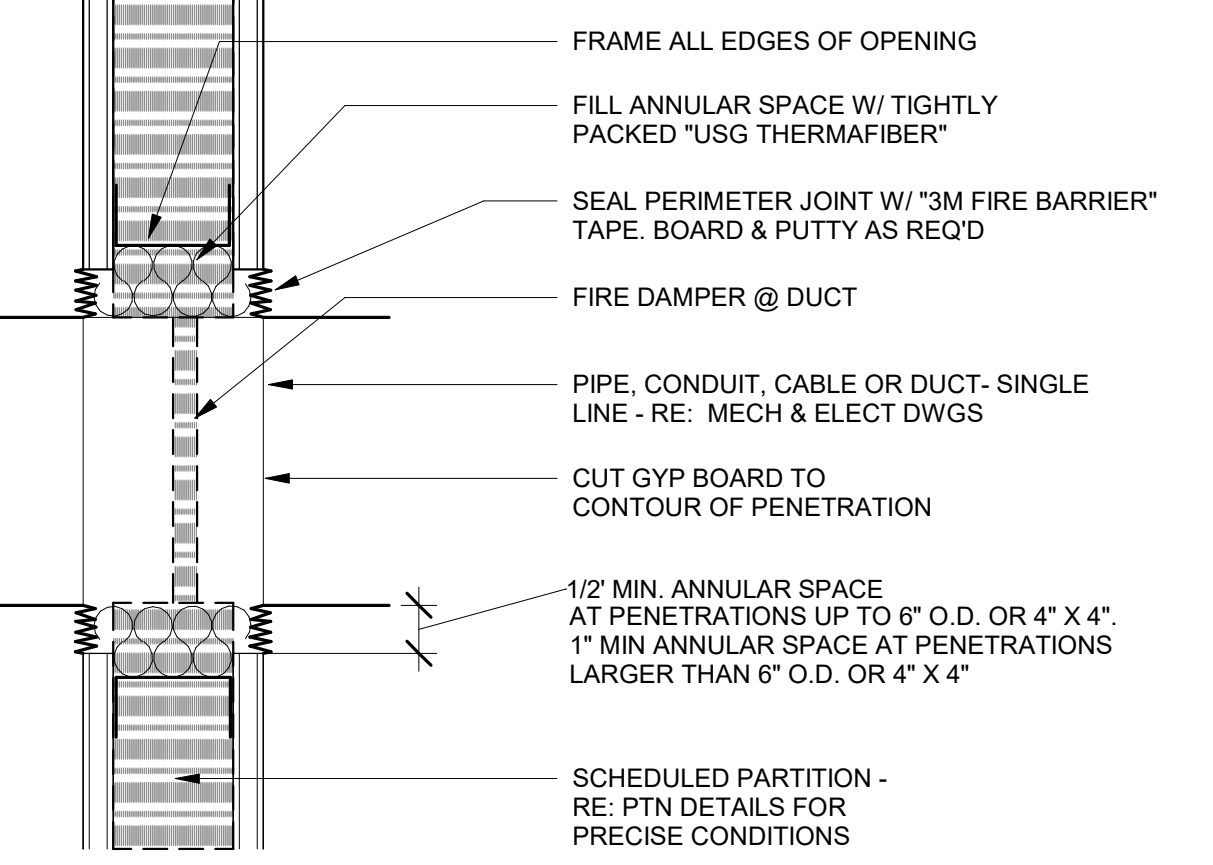 FRAME ALL EDGES OF OPENING
FILL ANNULAR SPACE W/ TIGHTLY
PACKED "USG THERMAFIBER"
SEAL PERIMETER JOINT W/ "3M FIRE BARRIER"
TAPE. BOARD & PUTTY AS REQ'D
FIRE DAMPER @ DUCT
PIPE, CONDUIT, CABLE OR DUCT- SINGLE
LINE - RE: MECH & ELECT DWGS
CUT GYP BOARD TO
CONTOUR OF PENETRATION
1/2' MIN. ANNULAR SPACE
AT PENETRATIONS UP TO 6" O.D. OR 4" X 4".
1" MIN ANNULAR SPACE AT PENETRATIONS
LARGER THAN 6" O.D. OR 4" X 4"
SCHEDULED PARTITION -
RE: PTN DETAILS FOR
PRECISE CONDITIONS